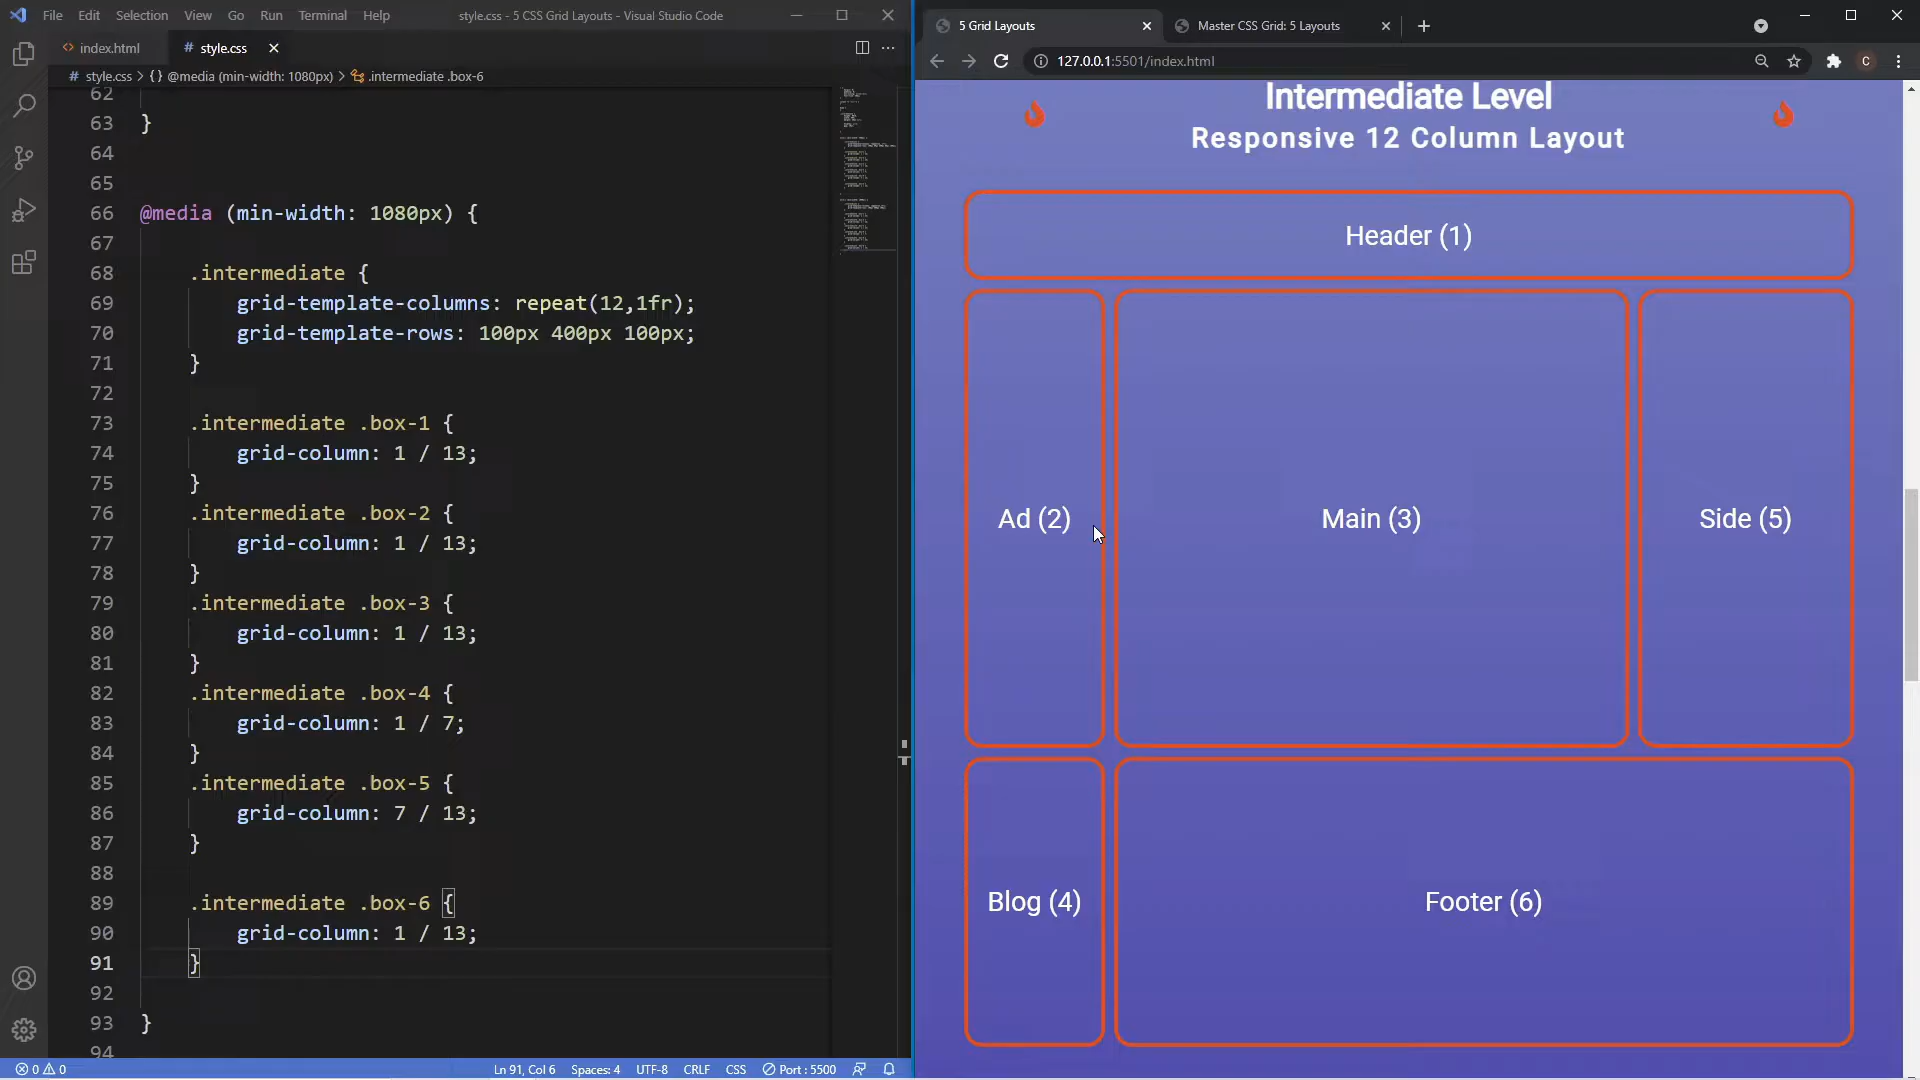 File Edit Selection View Go Run Terminal Help
style.css - 5 CSS Grid Layouts - Visual Studio Code
<> index.html
# style.css
# style.css > {} @media (min-width: 1080px) > .intermediate .box-6
62
63 }
64
65
66 @media (min-width: 1080px) {
67
68 .intermediate {
69 grid-template-columns: repeat(12,1fr);
70 grid-template-rows: 100px 400px 100px;
71 }
72
73 .intermediate .box-1 {
74 grid-column: 1 / 13;
75 }
76 .intermediate .box-2 {
77 grid-column: 1 / 13;
78 }
79 .intermediate .box-3 {
80 grid-column: 1 / 13;
81 }
82 .intermediate .box-4 {
83 grid-column: 1 / 7;
84 }
85 .intermediate .box-5 {
86 grid-column: 7 / 13;
87 }
88
89 .intermediate .box-6 {
90 grid-column: 1 / 13;
91 }
92
93 }
94
0 0
Ln 91, Col 6 Spaces: 4 UTF-8 CRLF CSS Port : 5500
5 Grid Layouts
Master CSS Grid: 5 Layouts
127.0.0.1:5501/index.html
C
Intermediate Level
Responsive 12 Column Layout
Header (1)
Ad (2)
Main (3)
Side (5)
Blog (4)
Footer (6)